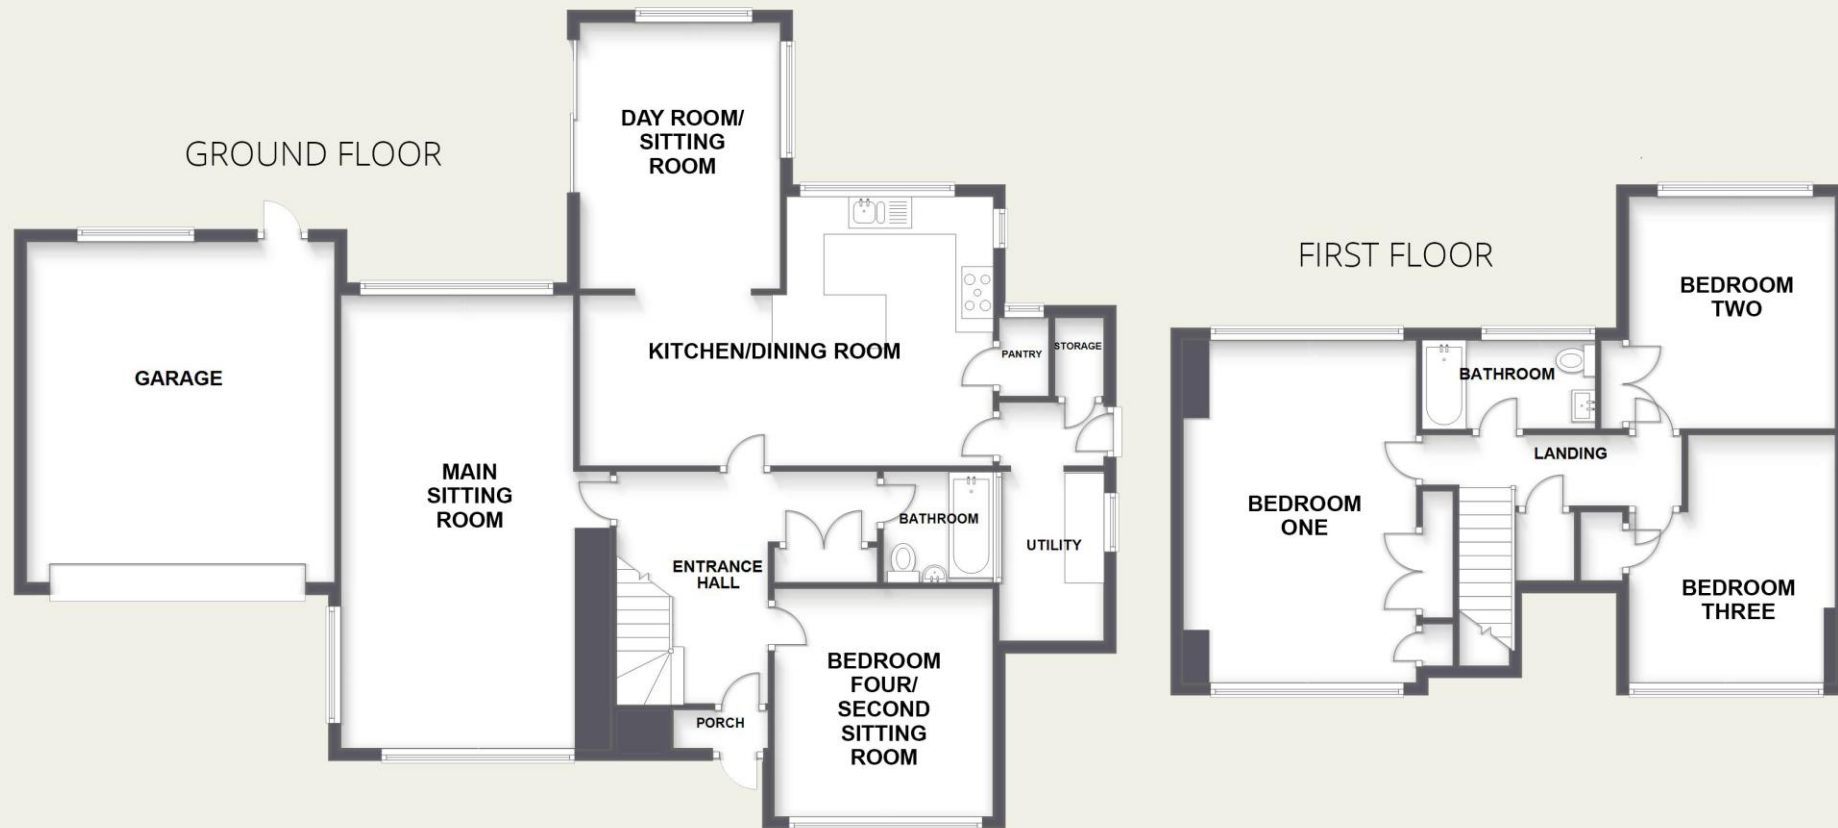 GROUND FLOOR
DAY ROOM/
SITTING
ROOM
GARAGE
KITCHEN/DINING ROOM
PANTRY
STORAGE
MAIN
SITTING
ROOM
BATHROOM
UTILITY
ENTRANCE
HALL
BEDROOM
FOUR/
SECOND
SITTING
ROOM
PORCH
FIRST FLOOR
BEDROOM
TWO
BATHROOM
LANDING
BEDROOM
ONE
BEDROOM
THREE